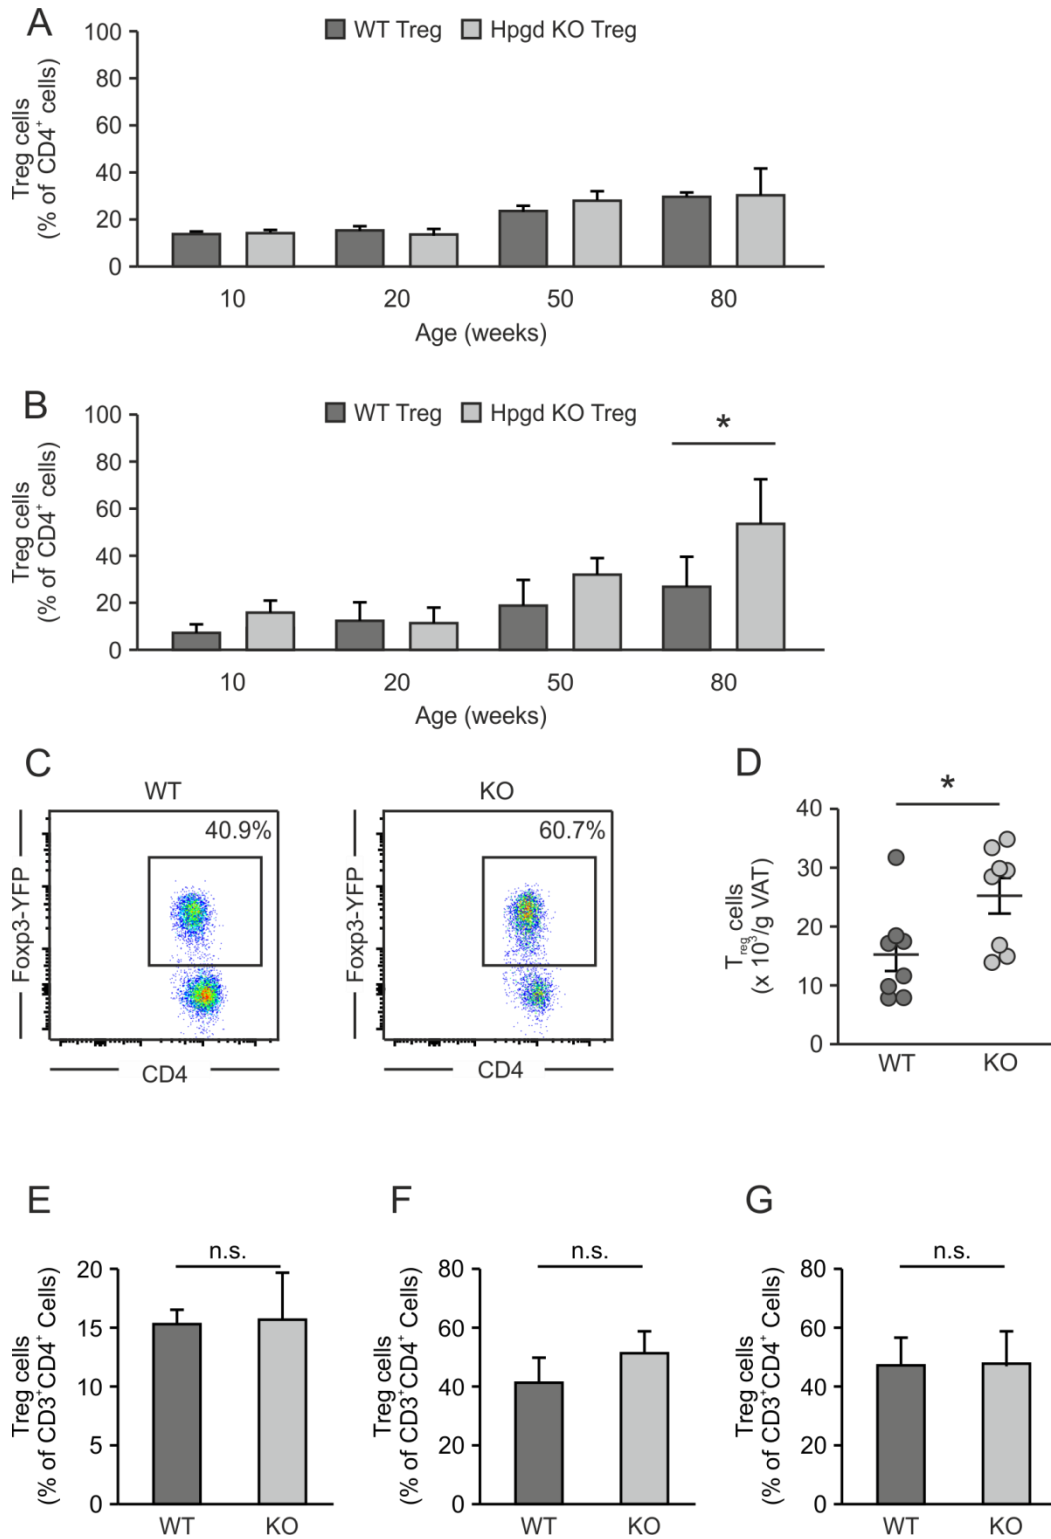 A
WT Treg Hpgd KO Treg
Treg cells
(% of CD4⁺ cells)
100
80
60
40
20
0
10 20 50 80
Age (weeks)
B
WT Treg Hpgd KO Treg
*
Treg cells
(% of CD4⁺ cells)
100
80
60
40
20
0
10 20 50 80
Age (weeks)
C
WT
40.9%
Foxp3-YFP
CD4
KO
60.7%
Foxp3-YFP
CD4
D
*
Treg cells
(x 10³/g VAT)
40
30
20
10
0
WT KO
E
n.s.
Treg cells
(% of CD3⁺CD4⁺ Cells)
20
15
10
5
0
WT KO
F
n.s.
Treg cells
(% of CD3⁺CD4⁺ Cells)
80
60
40
20
0
WT KO
G
n.s.
Treg cells
(% of CD3⁺CD4⁺ Cells)
80
60
40
20
0
WT KO